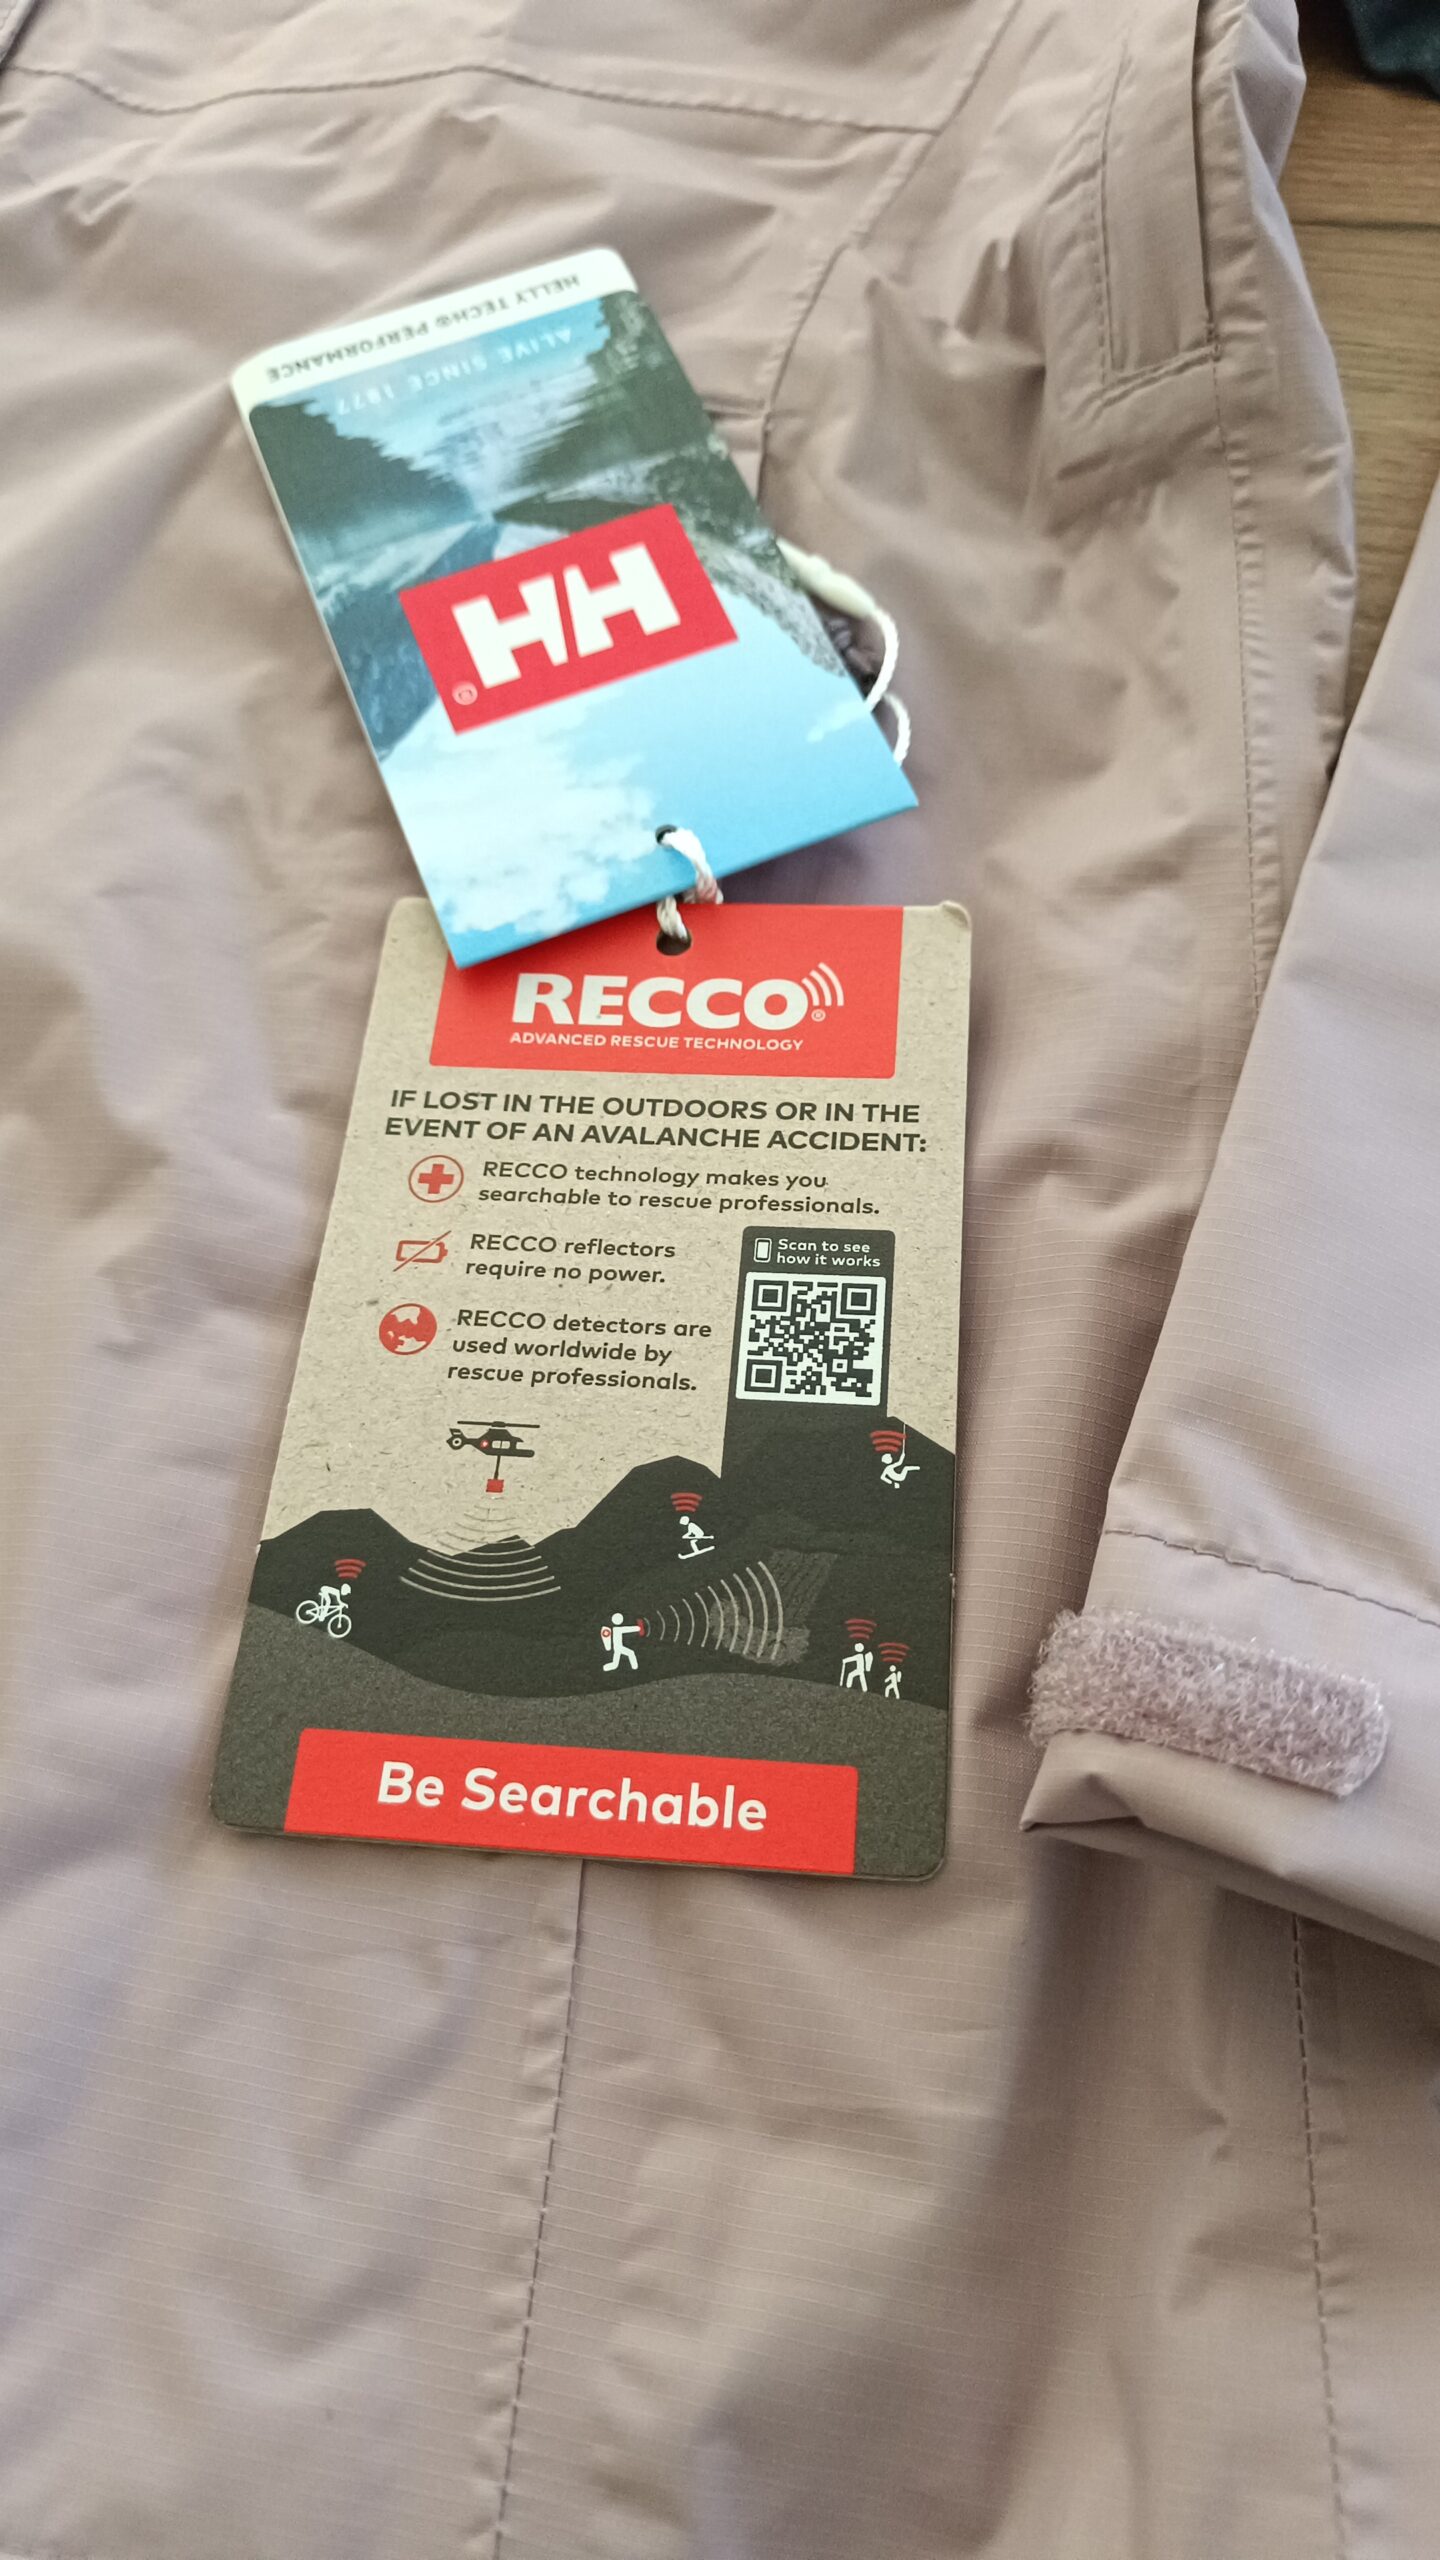 HELLY TECH® PERFORMANCE
ALIVE SINCE 1877
HH®
RECCO®
ADVANCED RESCUE TECHNOLOGY
IF LOST IN THE OUTDOORS OR IN THE
EVENT OF AN AVALANCHE ACCIDENT:
RECCO technology makes you
searchable to rescue professionals.
RECCO reflectors
require no power.
Scan to see
how it works
RECCO detectors are
used worldwide by
rescue professionals.
Be Searchable